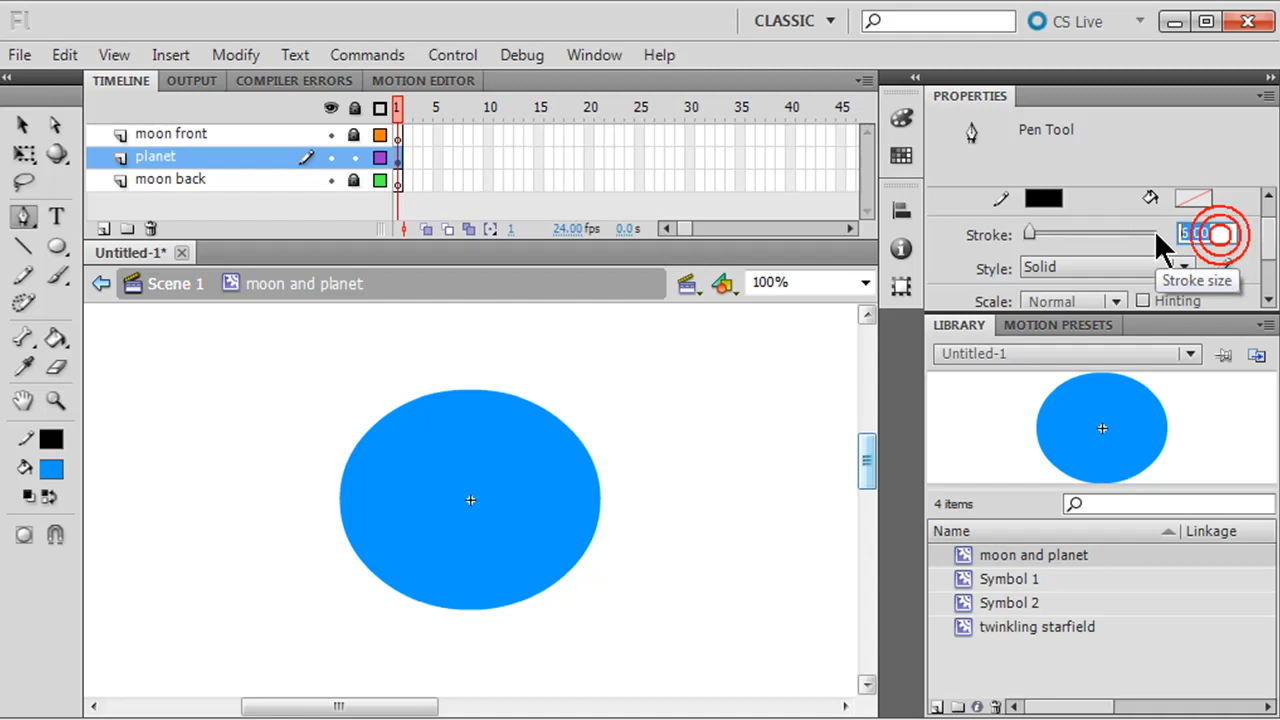 Fl
CLASSIC
CS Live
File Edit View Insert Modify Text Commands Control Debug Window Help
TIMELINE OUTPUT COMPILER ERRORS MOTION EDITOR
PROPERTIES
1 5 10 15 20 25 30 35 40 45
Pen Tool
moon front
planet
moon back
Stroke:
1 24.00 fps 0.0 s
Untitled-1*
Style: Solid
Scene 1 moon and planet 100%
Stroke size
Scale: Normal Hinting
LIBRARY MOTION PRESETS
Untitled-1
4 items
Name Linkage
moon and planet
Symbol 1
Symbol 2
twinkling starfield
T